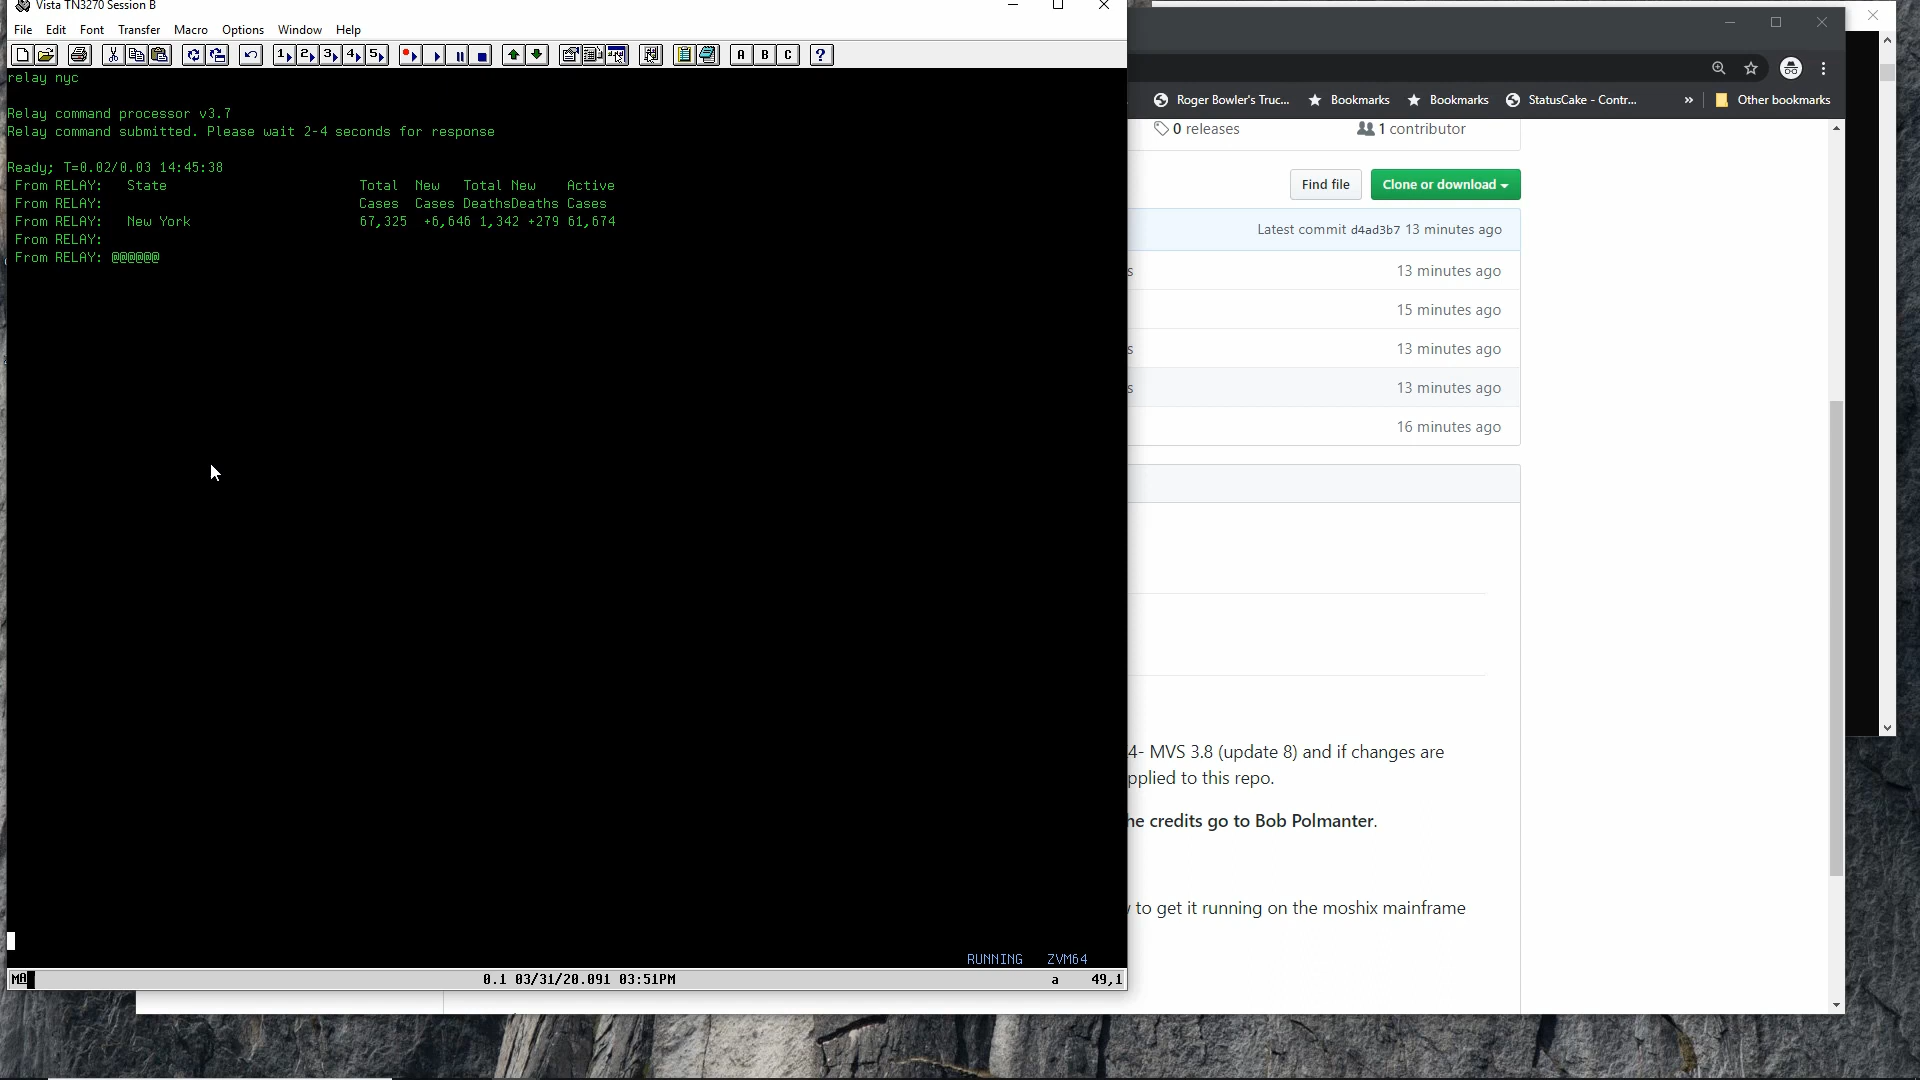 Vista TN3270 Session B
File Edit Font Transfer Macro Options Window Help
1 2 3 4 5 A B C ?
relay nyc
Relay command processor v3.7
Relay command submitted. Please wait 2-4 seconds for response
Ready; T=0.02/0.03 14:45:38
From RELAY: State Total New Total New Active
From RELAY: Cases Cases DeathsDeaths Cases
From RELAY: New York 67,325 +6,646 1,342 +279 61,674
From RELAY:
From RELAY: @@@@@@
RUNNING ZVM64
MA 0.1 03/31/20.091 03:51PM a 49,1
Roger Bowler's Truc... Bookmarks Bookmarks StatusCake - Contr... » Other bookmarks
0 releases 1 contributor
Find file Clone or download
Latest commit d4ad3b7 13 minutes ago
s 13 minutes ago
15 minutes ago
s 13 minutes ago
s 13 minutes ago
16 minutes ago
4- MVS 3.8 (update 8) and if changes are
pplied to this repo.
he credits go to Bob Polmanter.
to get it running on the moshix mainframe